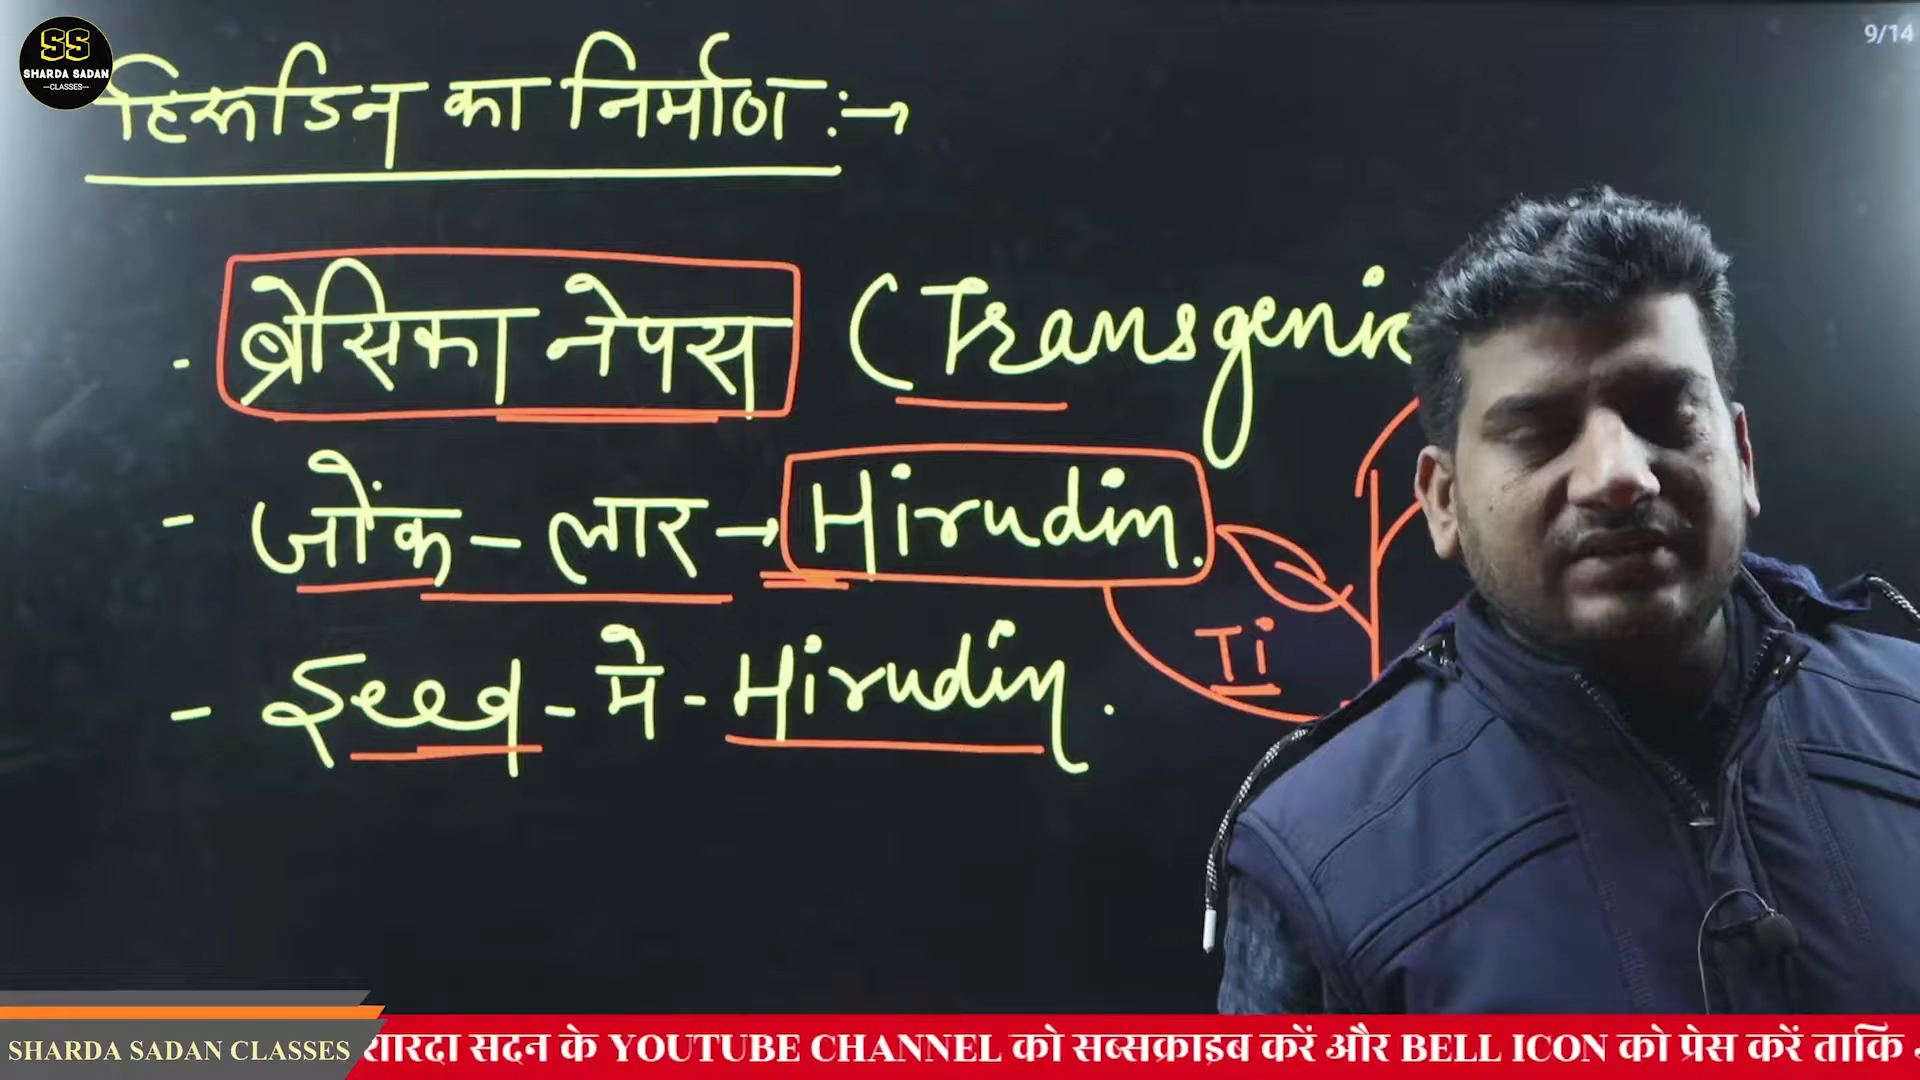 SS
SHARDA SADAN
—CLASSES—
9/14
हिरूडिन का निर्माण :→
- ब्रेसिका नेपस (Transgenic
- जोंक - लार → Hirudin.
Ti
- Seed - मे - Hirudin.
SHARDA SADAN CLASSES
शारदा सदन के YOUTUBE CHANNEL को सब्सक्राइब करें और BELL ICON को प्रेस करें ताकि